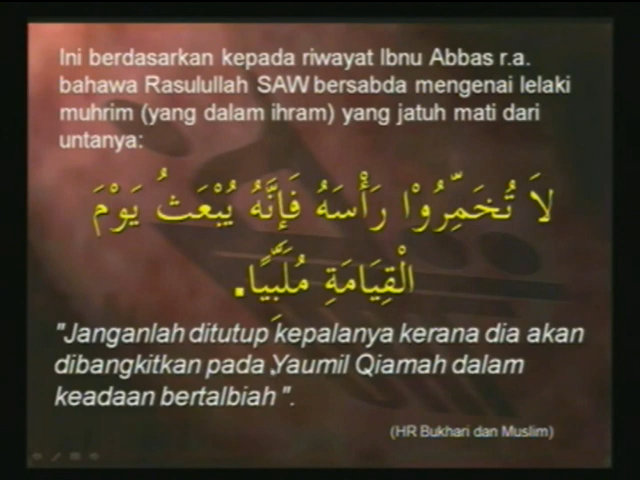 Ini berdasarkan kepada riwayat Ibnu Abbas r.a.
bahawa Rasulullah SAW bersabda mengenai lelaki
muhrim (yang dalam ihram) yang jatuh mati dari
untanya:
لاَ تُخَمِّرُوْا رَأْسَهُ فَإِنَّهُ يُبْعَثُ يَوْمَ
الْقِيَامَةِ مُلَبِّيًا.
"Janganlah ditutup kepalanya kerana dia akan
dibangkitkan pada Yaumil Qiamah dalam
keadaan bertalbiah ".
(HR Bukhari dan Muslim)